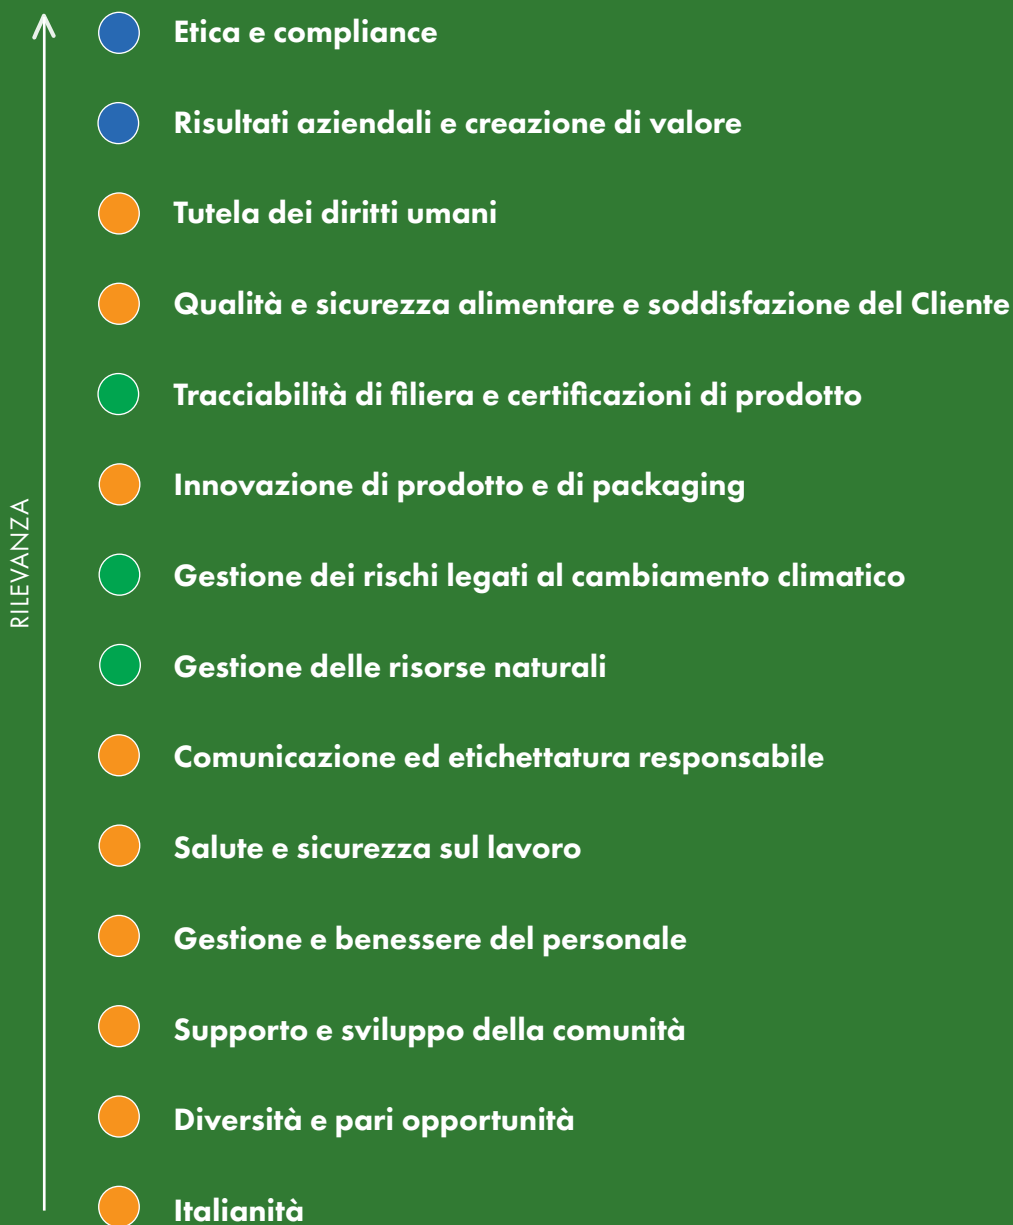 Etica e compliance
Risultati aziendali e creazione di valore
Tutela dei diritti umani
Qualità e sicurezza alimentare e soddisfazione del Cliente
Tracciabilità di filiera e certificazioni di prodotto
Innovazione di prodotto e di packaging
Gestione dei rischi legati al cambiamento climatico
Gestione delle risorse naturali
Comunicazione ed etichettatura responsabile
Salute e sicurezza sul lavoro
Gestione e benessere del personale
Supporto e sviluppo della comunità
Diversità e pari opportunità
Italianità
RILEVANZA